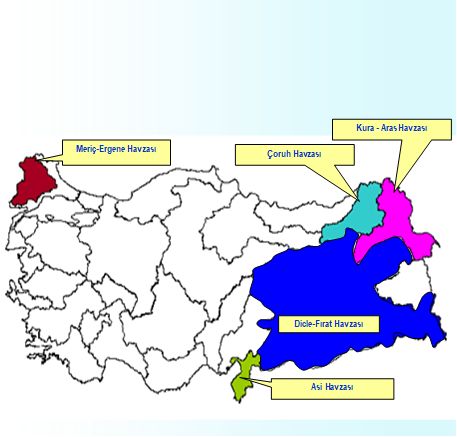 Kura - Aras Havzası
Meriç-Ergene Havzası
Çoruh Havzası
Dicle-Fırat Havzası
Asi Havzası